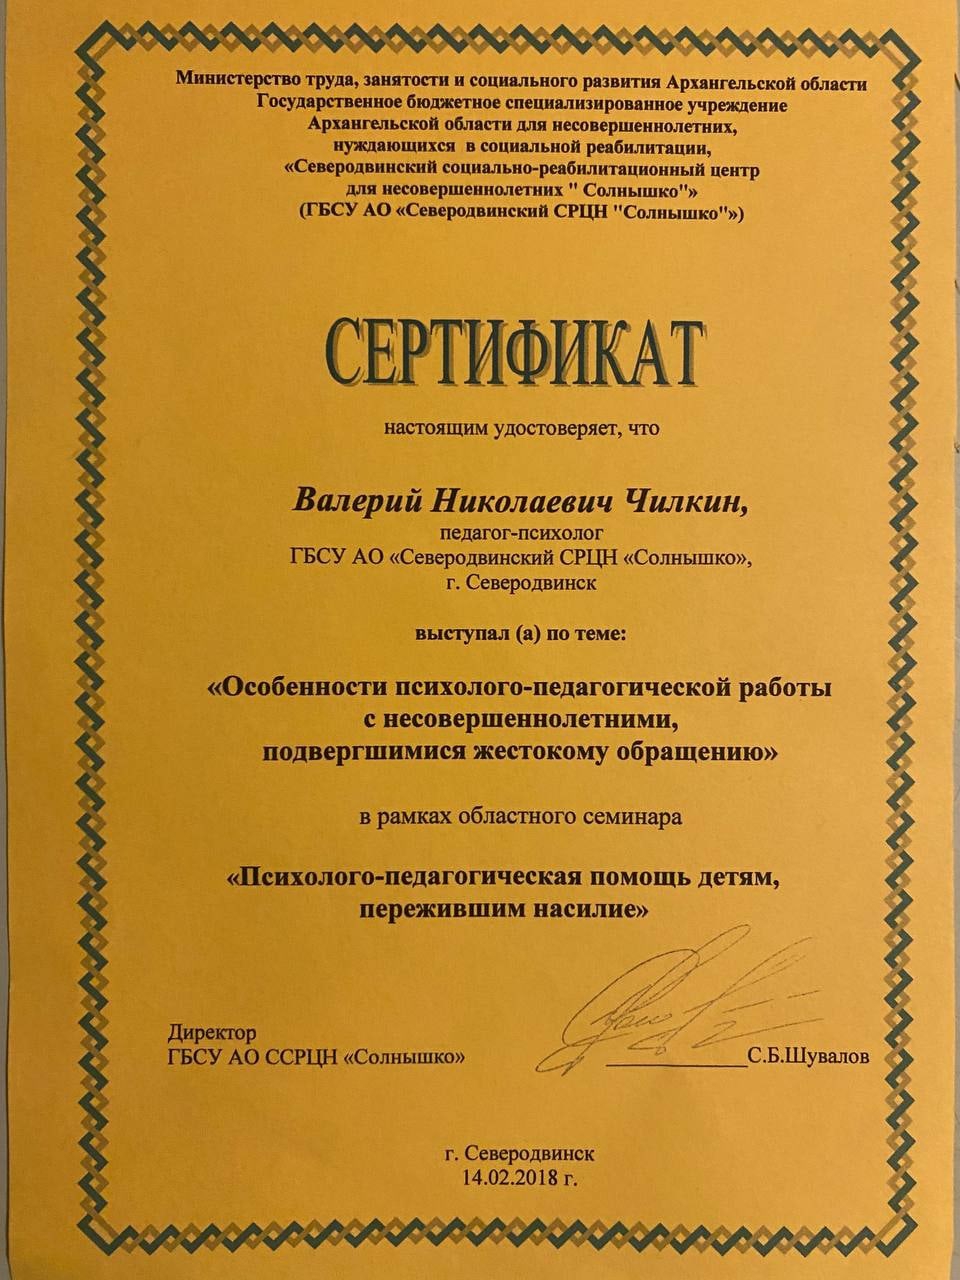 Министерство труда, занятости и социального развития Архангельской области
Государственное бюджетное специализированное учреждение
Архангельской области для несовершеннолетних,
нуждающихся в социальной реабилитации,
«Северодвинский социально-реабилитационный центр
для несовершеннолетних " Солнышко"»
(ГБСУ АО «Северодвинский СРЦН "Солнышко"»)
СЕРТИФИКАТ
настоящим удостоверяет, что
Валерий Николаевич Чилкин,
педагог-психолог
ГБСУ АО «Северодвинский СРЦН «Солнышко»,
г. Северодвинск
выступал (а) по теме:
«Особенности психолого-педагогической работы
с несовершеннолетними,
подвергшимися жестокому обращению»
в рамках областного семинара
«Психолого-педагогическая помощь детям,
пережившим насилие»
Директор
ГБСУ АО ССРЦН «Солнышко» С.Б.Шувалов
г. Северодвинск
14.02.2018 г.